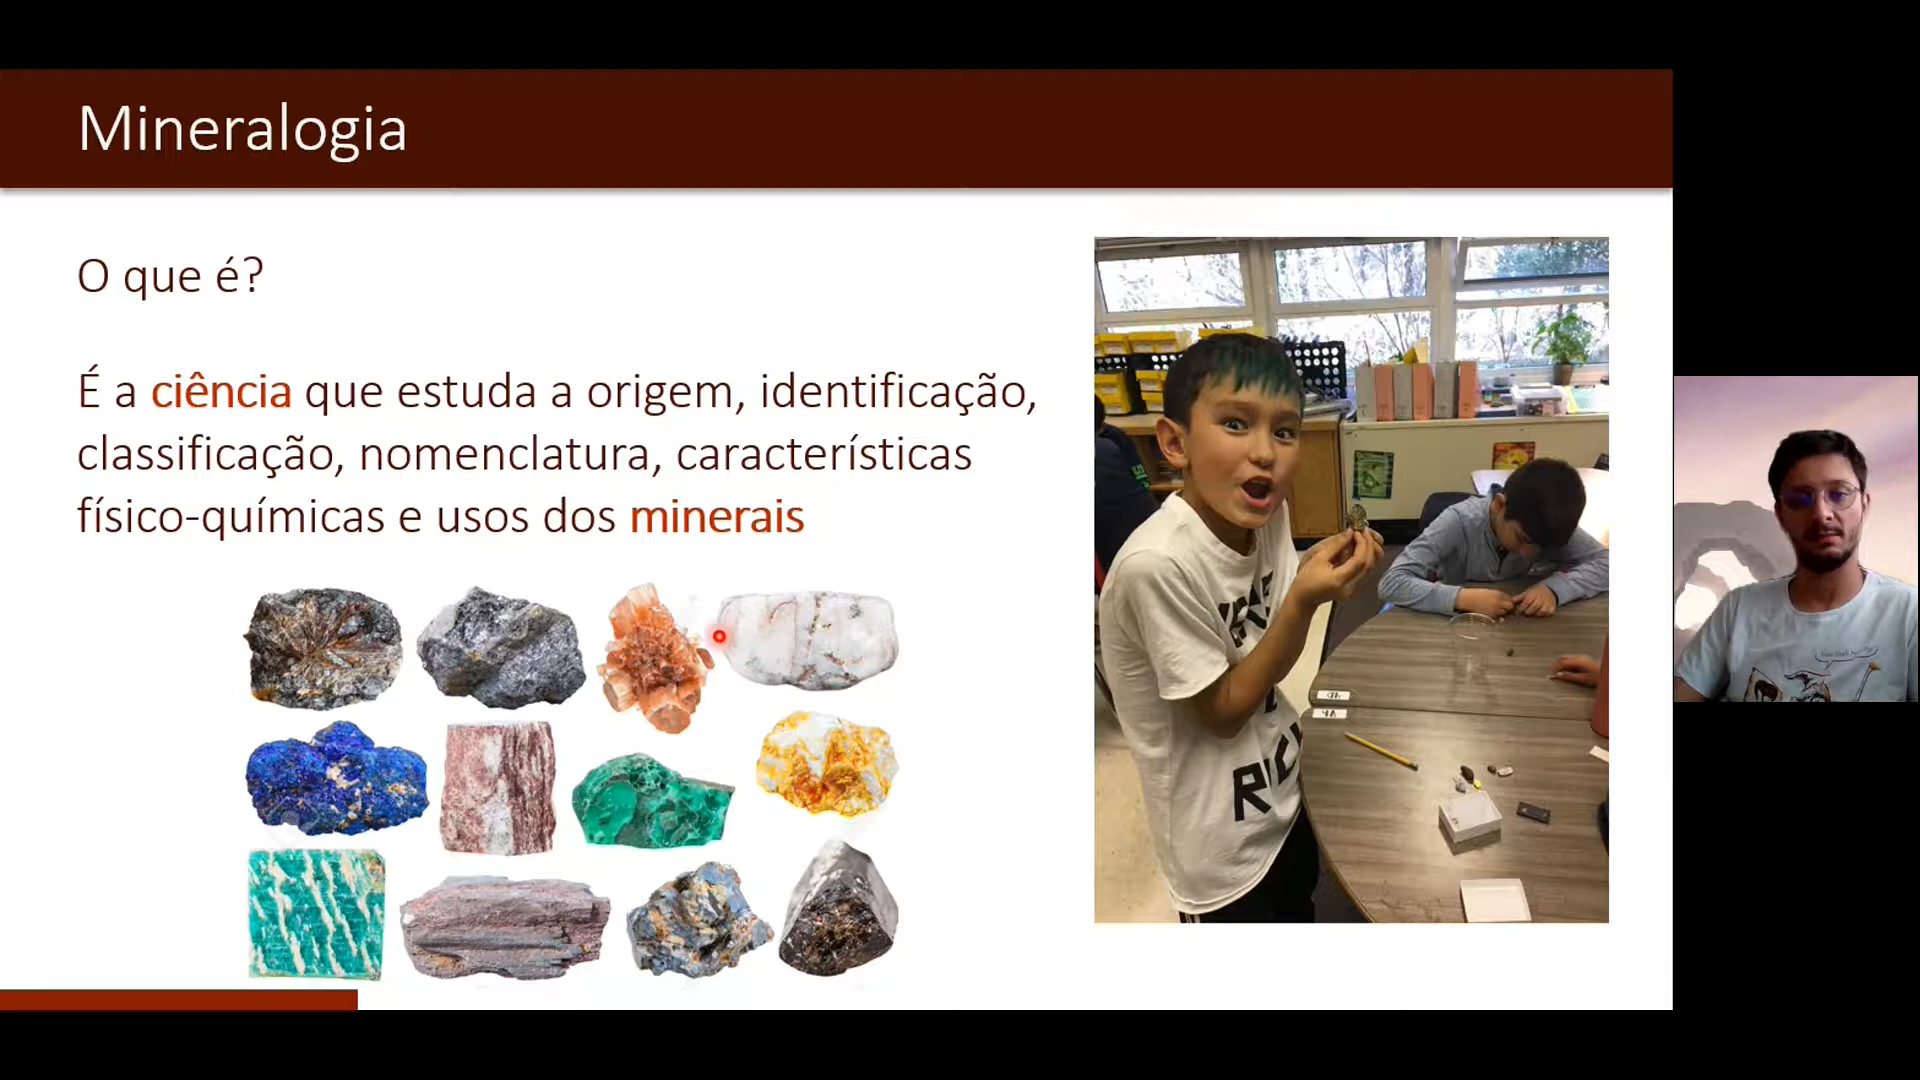 Mineralogia
O que é?
É a ciência que estuda a origem, identificação,
classificação, nomenclatura, características
físico-químicas e usos dos minerais